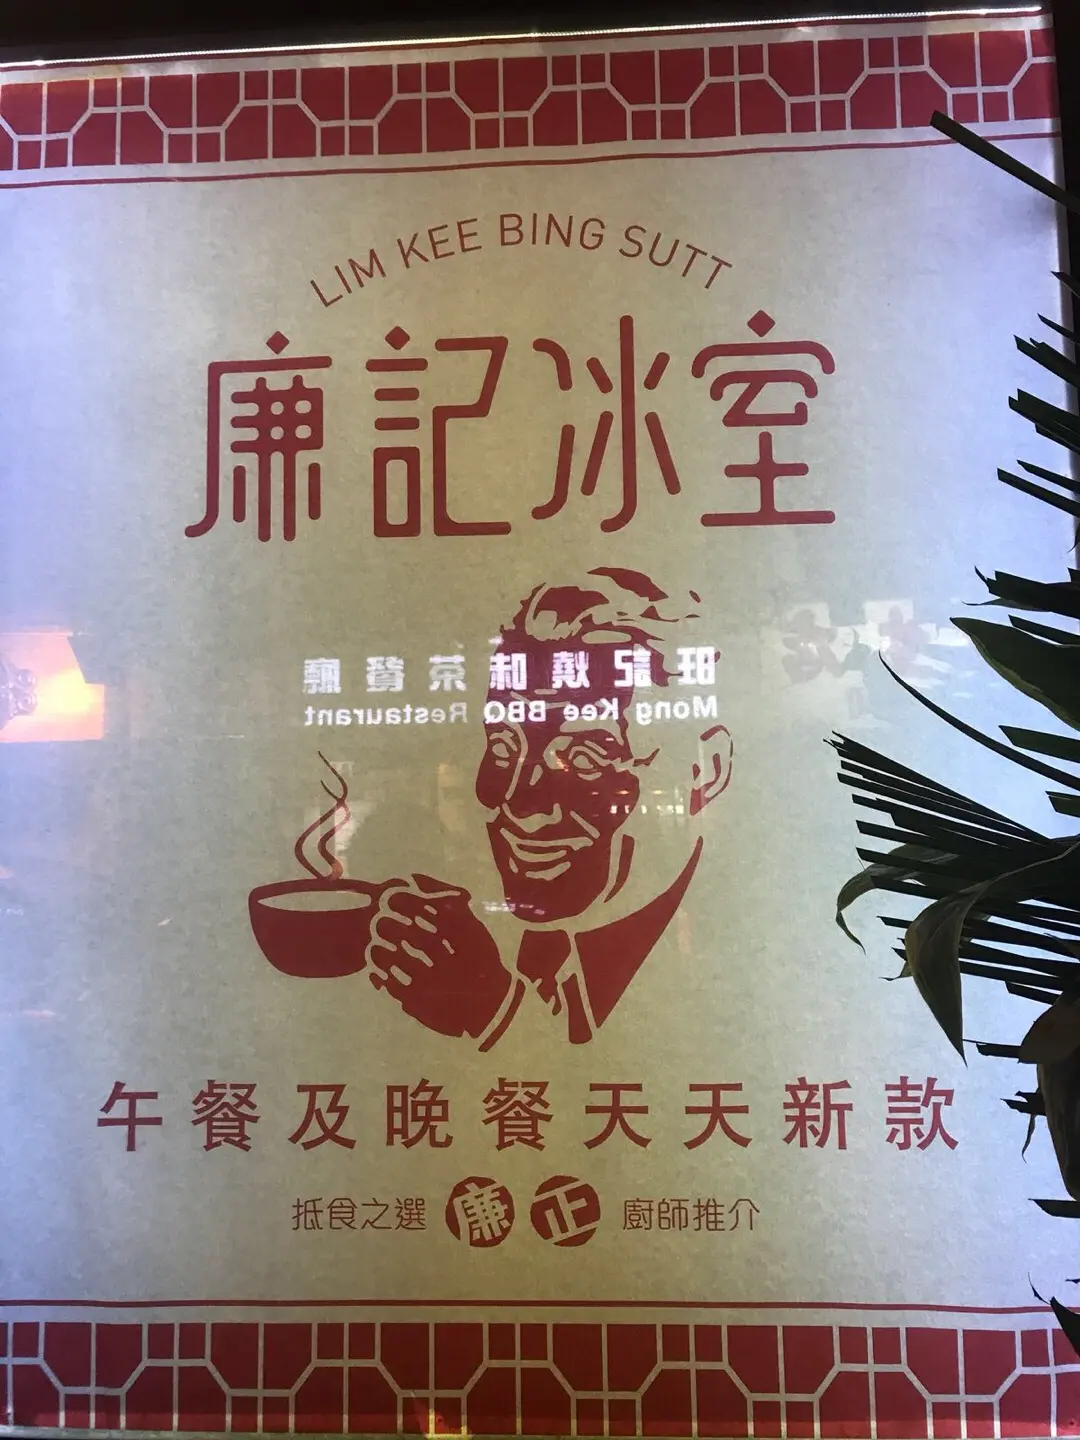 LIM KEE BING SUTT
廉記冰室
旺記燒味茶餐廳
Mong Kee BBQ Restaurant
午餐及晚餐天天新款
抵食之選 廉正 廚師推介